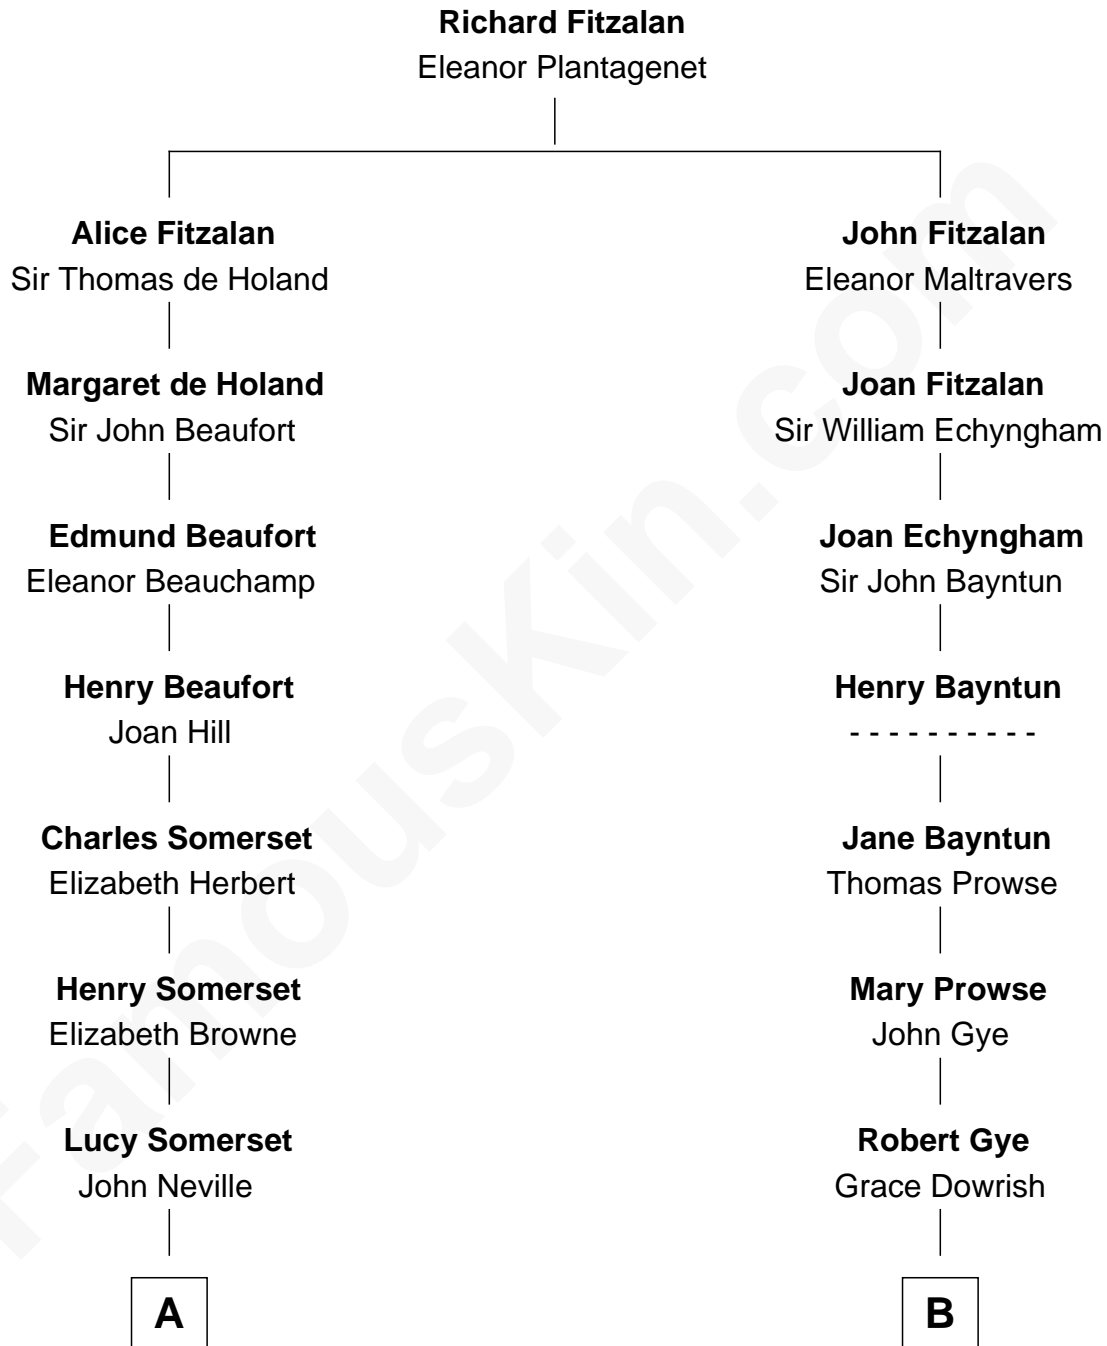 Richard Fitzalan
Eleanor Plantagenet
Alice Fitzalan
Sir Thomas de Holand
Margaret de Holand
Sir John Beaufort
Edmund Beaufort
Eleanor Beauchamp
Henry Beaufort
Joan Hill
Charles Somerset
Elizabeth Herbert
Henry Somerset
Elizabeth Browne
Lucy Somerset
John Neville
A
John Fitzalan
Eleanor Maltravers
Joan Fitzalan
Sir William Echyngham
Joan Echyngham
Sir John Bayntun
Henry Bayntun
- - - - - - - - - -
Jane Bayntun
Thomas Prowse
Mary Prowse
John Gye
Robert Gye
Grace Dowrish
B
FamousKin.com